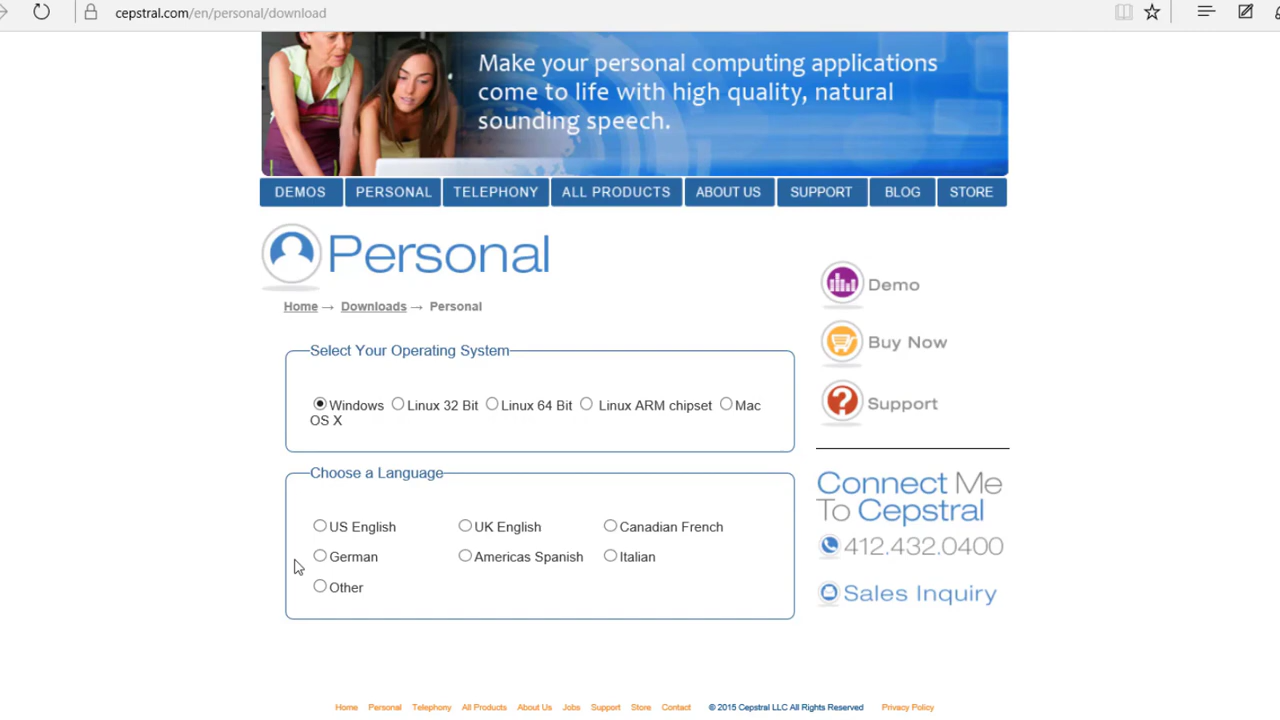 cepstral.com/en/personal/download
Make your personal computing applications
come to life with high quality, natural
sounding speech.
DEMOS PERSONAL TELEPHONY ALL PRODUCTS ABOUT US SUPPORT BLOG STORE
Personal
Home → Downloads → Personal
Select Your Operating System
Windows Linux 32 Bit Linux 64 Bit Linux ARM chipset Mac
OS X
Choose a Language
US English UK English Canadian French
German Americas Spanish Italian
Other
Demo
Buy Now
Support
Connect Me
To Cepstral
412.432.0400
Sales Inquiry
Home Personal Telephony All Products About Us Jobs Support Store Contact © 2015 Cepstral LLC All Rights Reserved Privacy Policy